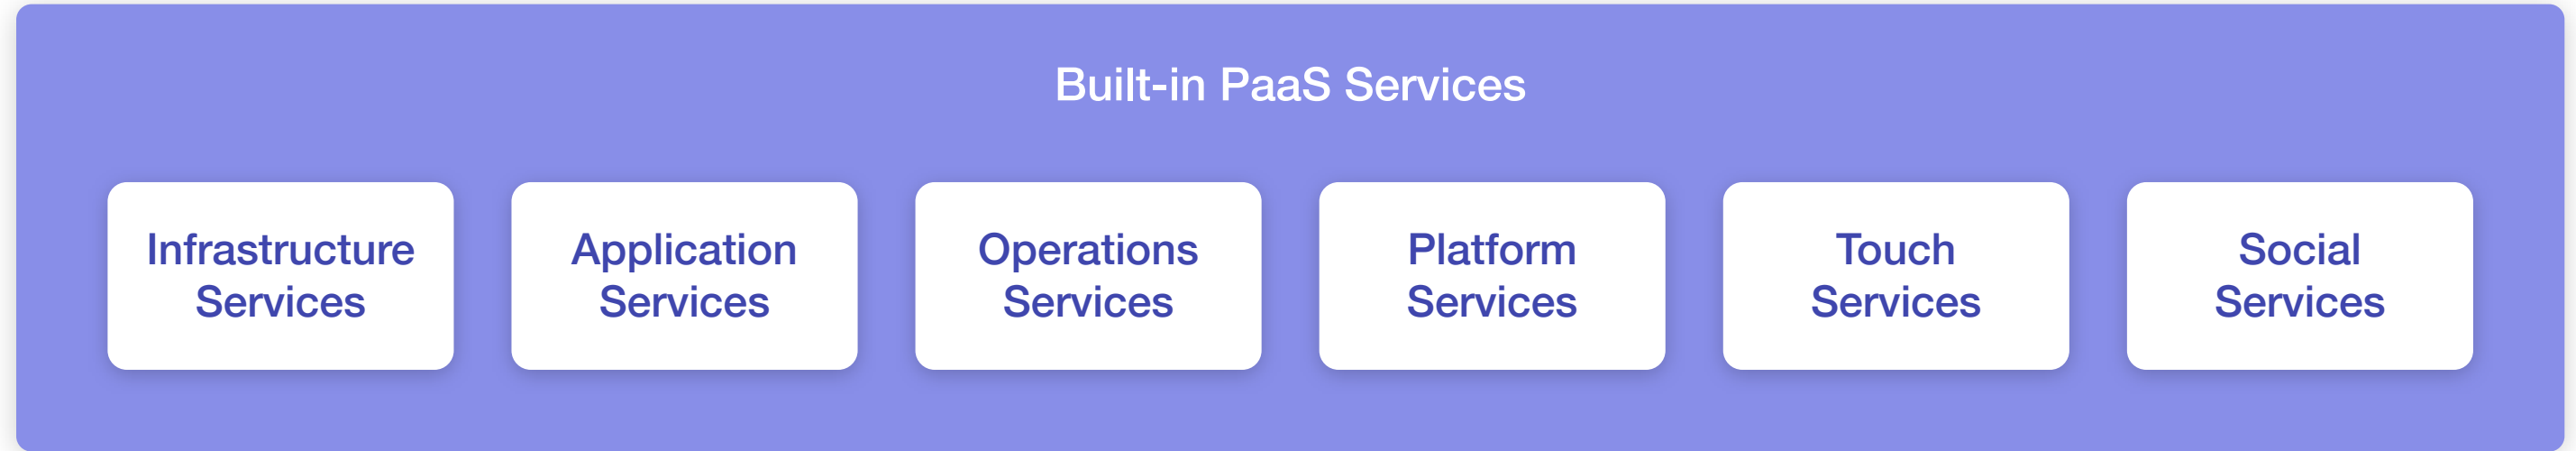 Built-in PaaS Services
Infrastructure
Services
Application
Services
Operations
Services
Platform
Services
Touch
Services
Social
Services